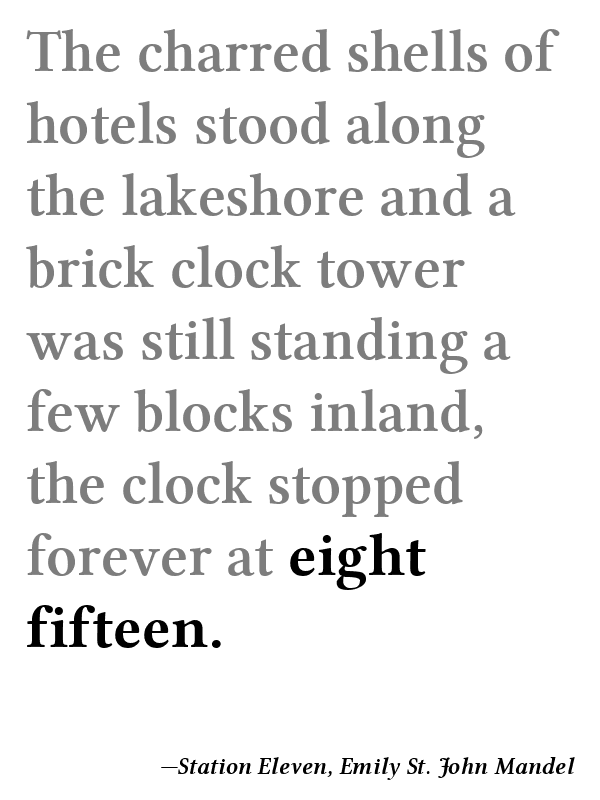 The charred shells of
hotels stood along
the lakeshore and a
brick clock tower
was still standing a
few blocks inland,
the clock stopped
forever at eight
fifteen.
—Station Eleven, Emily St. John Mandel